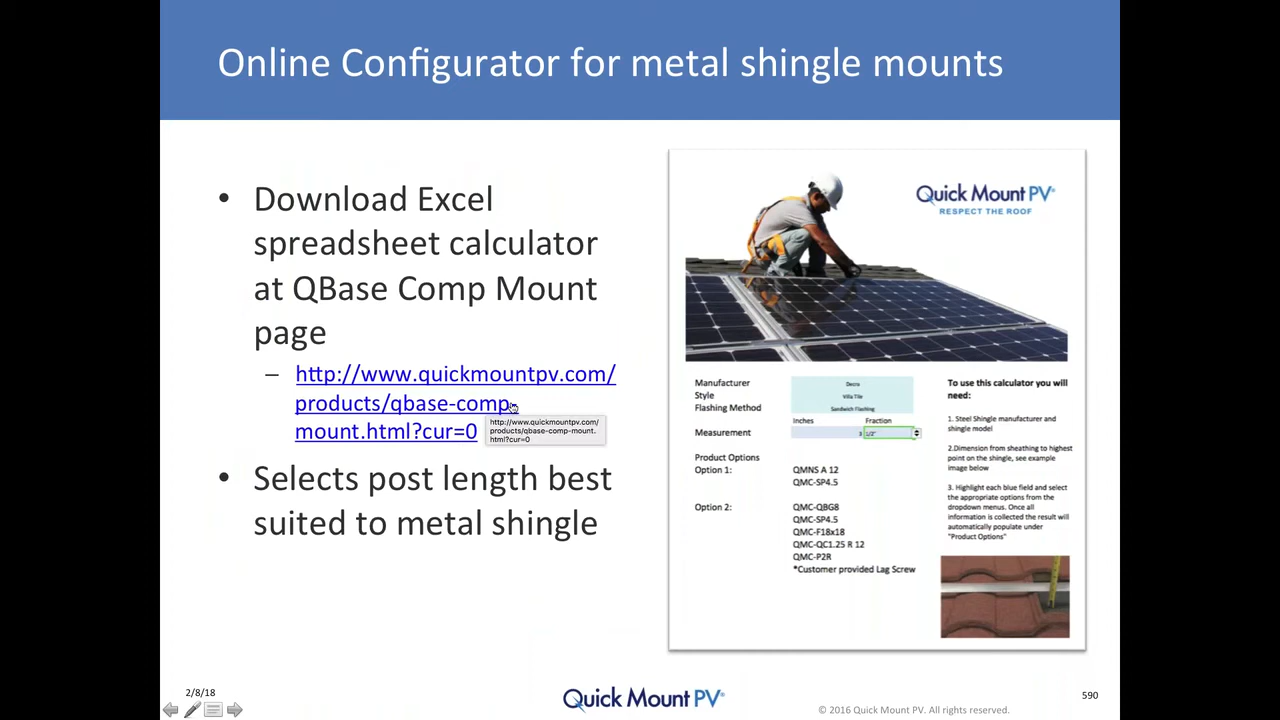 Online Configurator for metal shingle mounts
• Download Excel
spreadsheet calculator
at QBase Comp Mount
page
– http://www.quickmountpv.com/
products/qbase-comp-
mount.html?cur=0
http://www.quickmountpv.com/
products/qbase-comp-mount.
html?cur=0
• Selects post length best
suited to metal shingle
Quick Mount PV®
RESPECT THE ROOF
Manufacturer Decra
Style Villa Tile
Flashing Method Sandwich Flashing
Inches Fraction
Measurement 3 1/2"
Product Options
Option 1: QMNS A 12
QMC-SP4.5
Option 2: QMC-QBG8
QMC-SP4.5
QMC-F18x18
QMC-QC1.25 R 12
QMC-P2R
*Customer provided Lag Screw
To use this calculator you will
need:
1. Steel Shingle manufacturer and
shingle model
2.Dimension from sheathing to highest
point on the shingle, see example
image below
3. Highlight each blue field and select
the appropriate options from the
dropdown menus. Once all
information is collected the result will
automatically populate under
"Product Options"
2/8/18
Quick Mount PV®
590
© 2016 Quick Mount PV. All rights reserved.